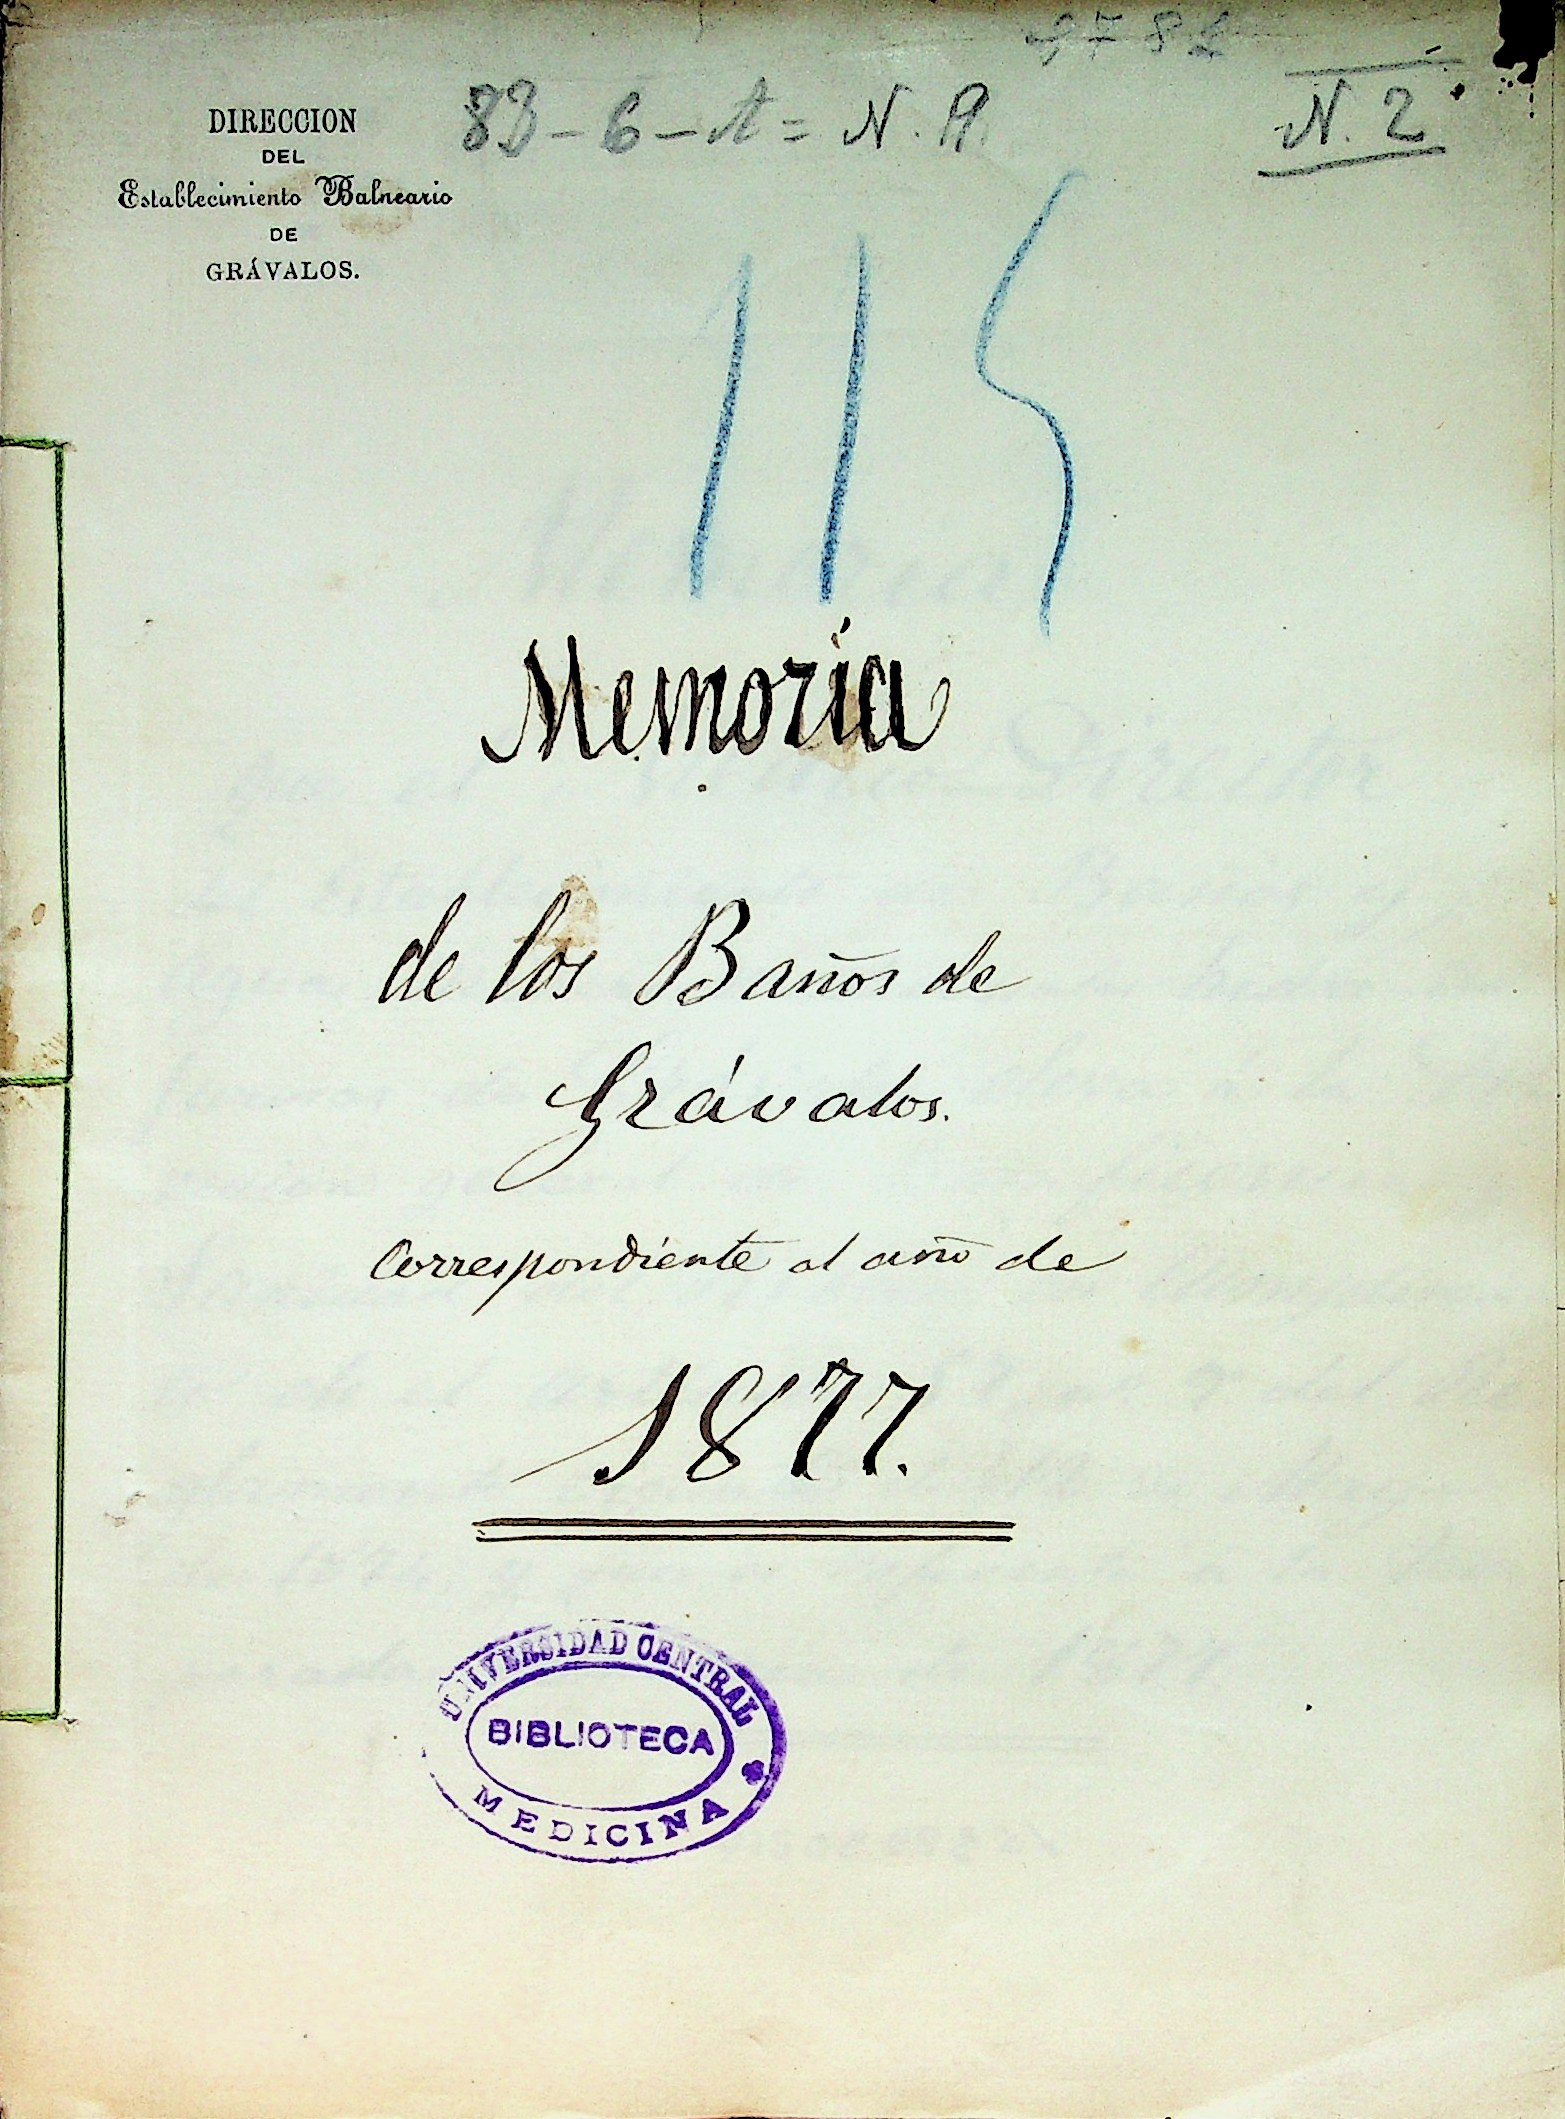 DIRECCION
DEL
Establecimiento Balneario
DE
GRÁVALOS.
83-6-A = N. 9.
N. 2
115
Memoria
de los Baños de
Grávalos.
Correspondiente al año de
1877.
UNIVERSIDAD CENTRAL
BIBLIOTECA
MEDICINA